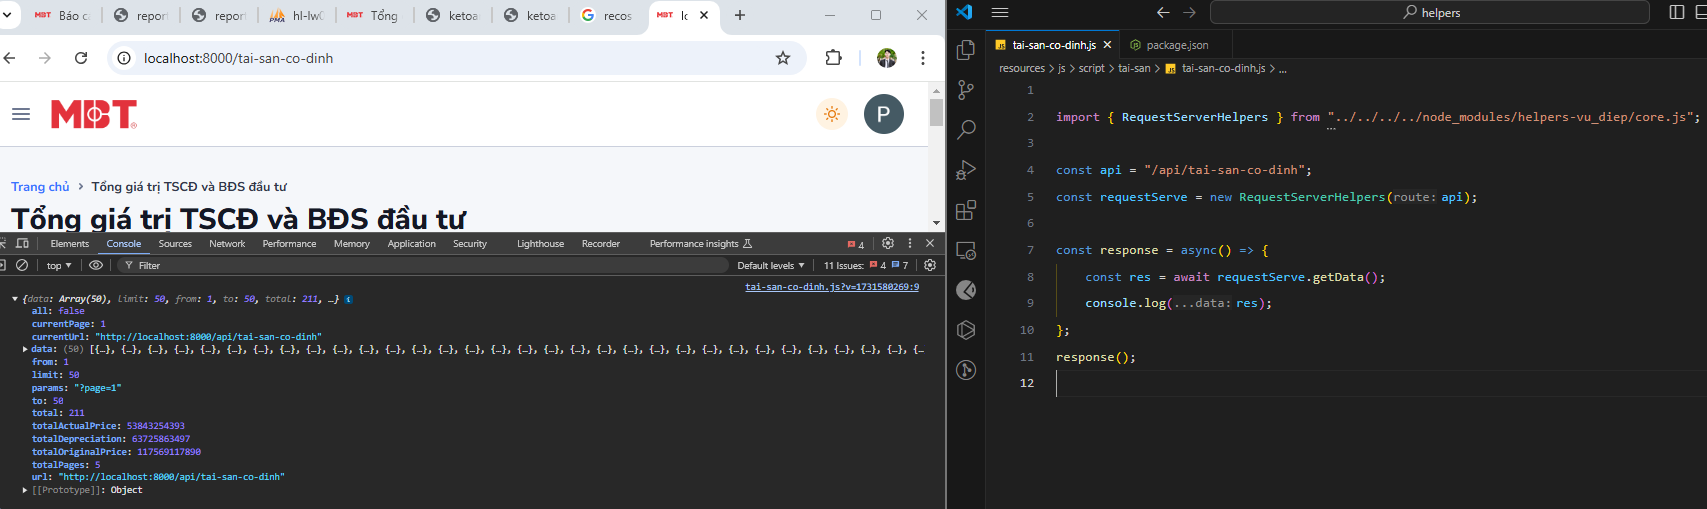 MBT Báo c
repor
repor
PMA hl-lw
MBT Tổng
ketoa
ketoa
G recos
MBT lo
localhost:8000/tai-san-co-dinh
MBT
P
Trang chủ > Tổng giá trị TSCĐ và BĐS đầu tư
Tổng giá trị TSCĐ và BĐS đầu tư
Elements Console Sources Network Performance Memory Application Security Lighthouse Recorder Performance insights 4
top Filter Default levels 11 Issues: 4 7
tai-san-co-dinh.js?v=1731580269:9
{data: Array(50), limit: 50, from: 1, to: 50, total: 211, …} i
all: false
currentPage: 1
currentUrl: "http://localhost:8000/api/tai-san-co-dinh"
data: (50) [{…}, {…}, {…}, {…}, {…}, {…}, {…}, {…}, {…}, {…}, {…}, {…}, {…}, {…}, {…}, {…}, {…}, {…}, {…}, {…}, {…}, {…}, {…}, {…}, {…}, {…}, {…}, {…}, {…}, {…}, {…}, {…
from: 1
limit: 50
params: "?page=1"
to: 50
total: 211
totalActualPrice: 53843254393
totalDepreciation: 63725863497
totalOriginalPrice: 117569117890
totalPages: 5
url: "http://localhost:8000/api/tai-san-co-dinh"
[[Prototype]]: Object
helpers
JS tai-san-co-dinh.js package.json
resources > js > script > tai-san > JS tai-san-co-dinh.js > ...
1
2 import { RequestServerHelpers } from "../../../../node_modules/helpers-vu_diep/core.js";
3
4 const api = "/api/tai-san-co-dinh";
5 const requestServe = new RequestServerHelpers(route: api);
6
7 const response = async() => {
8 const res = await requestServe.getData();
9 console.log(...data: res);
10 };
11 response();
12